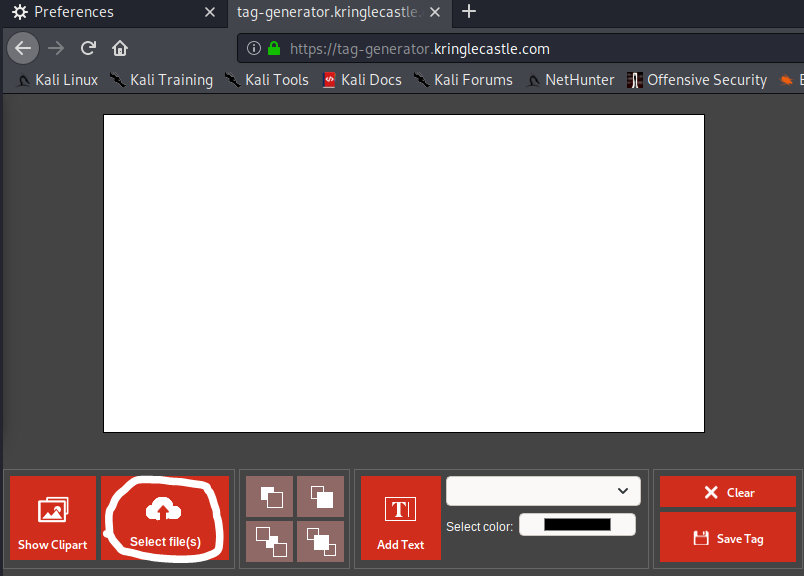 Preferences
tag-generator.kringlecastle.
https://tag-generator.kringlecastle.com
Kali Linux Kali Training Kali Tools Kali Docs Kali Forums NetHunter Offensive Security E
Show Clipart
Select file(s)
T
Add Text
Select color:
Clear
Save Tag